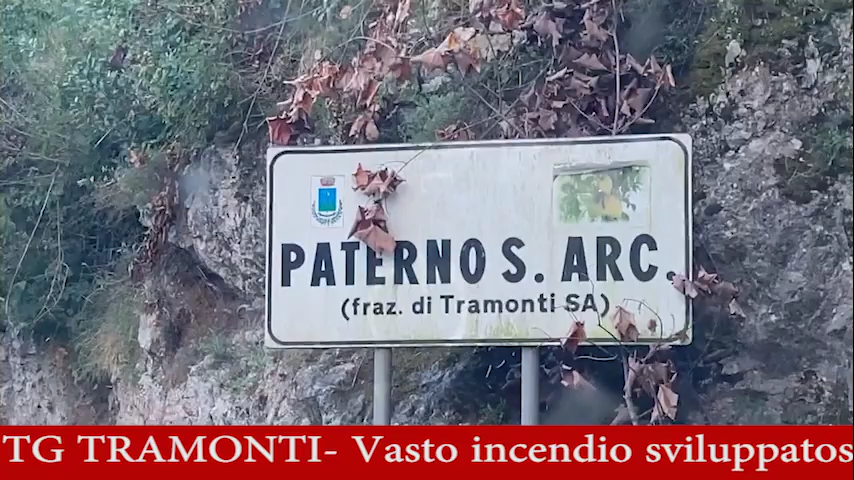 PATERNO S. ARC.
(fraz. di Tramonti SA)
TG TRAMONTI- Vasto incendio sviluppatos